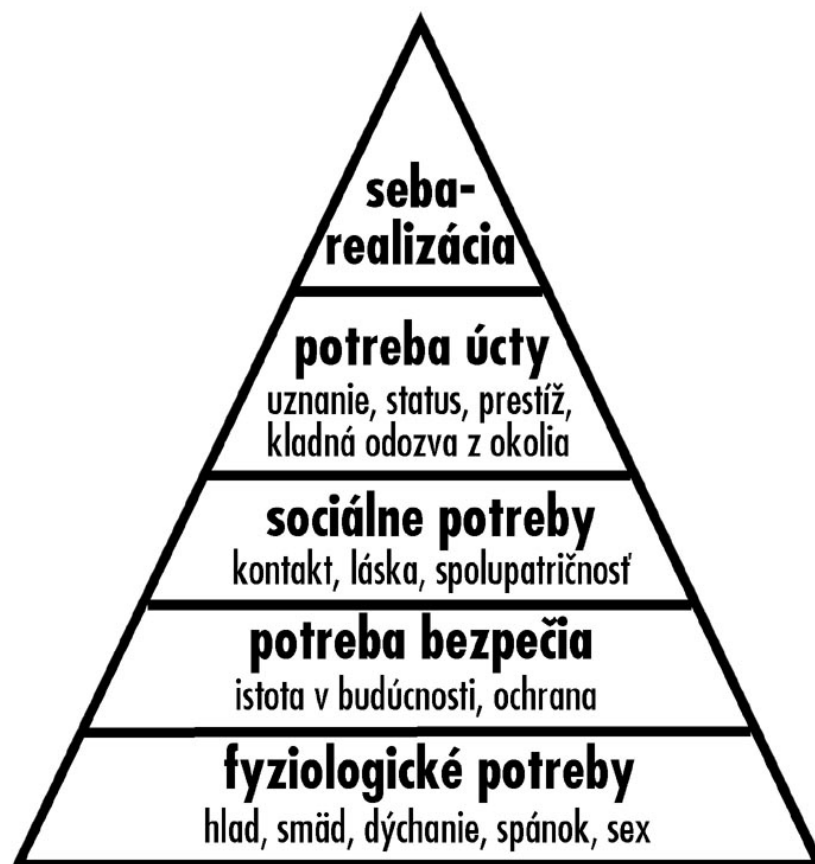 seba-
realizácia
potreba úcty
uznanie, status, prestíž,
kladná odozva z okolia
sociálne potreby
kontakt, láska, spolupatričnosť
potreba bezpečia
istota v budúcnosti, ochrana
fyziologické potreby
hlad, smäd, dýchanie, spánok, sex